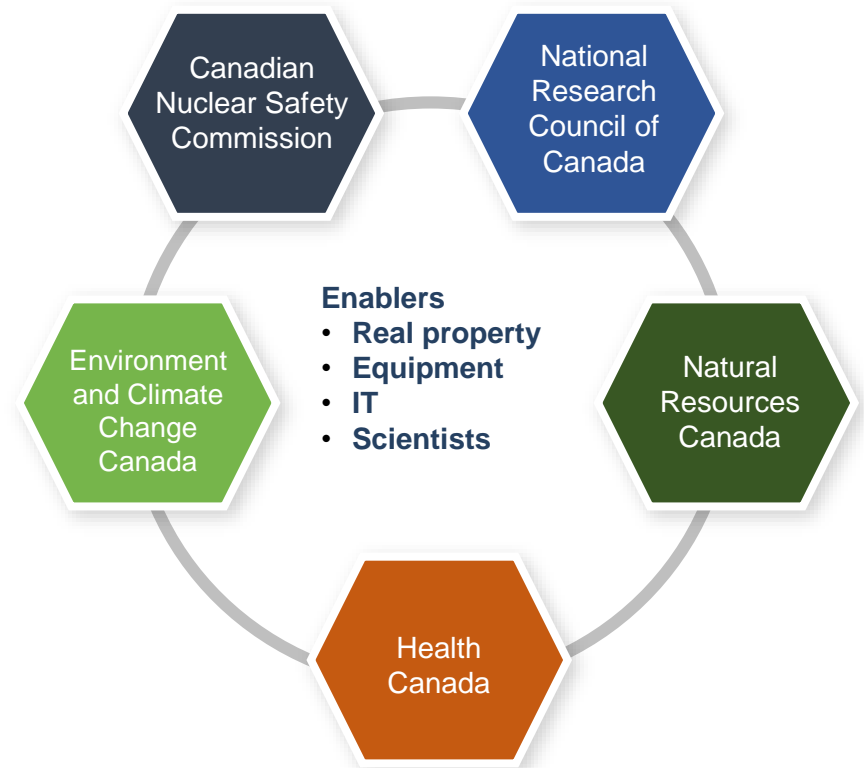 Canadian
Nuclear Safety
Commission
National
Research
Council of
Canada
Environment
and Climate
Change
Canada
Enablers
• Real property
• Equipment
• IT
• Scientists
Natural
Resources
Canada
Health
Canada